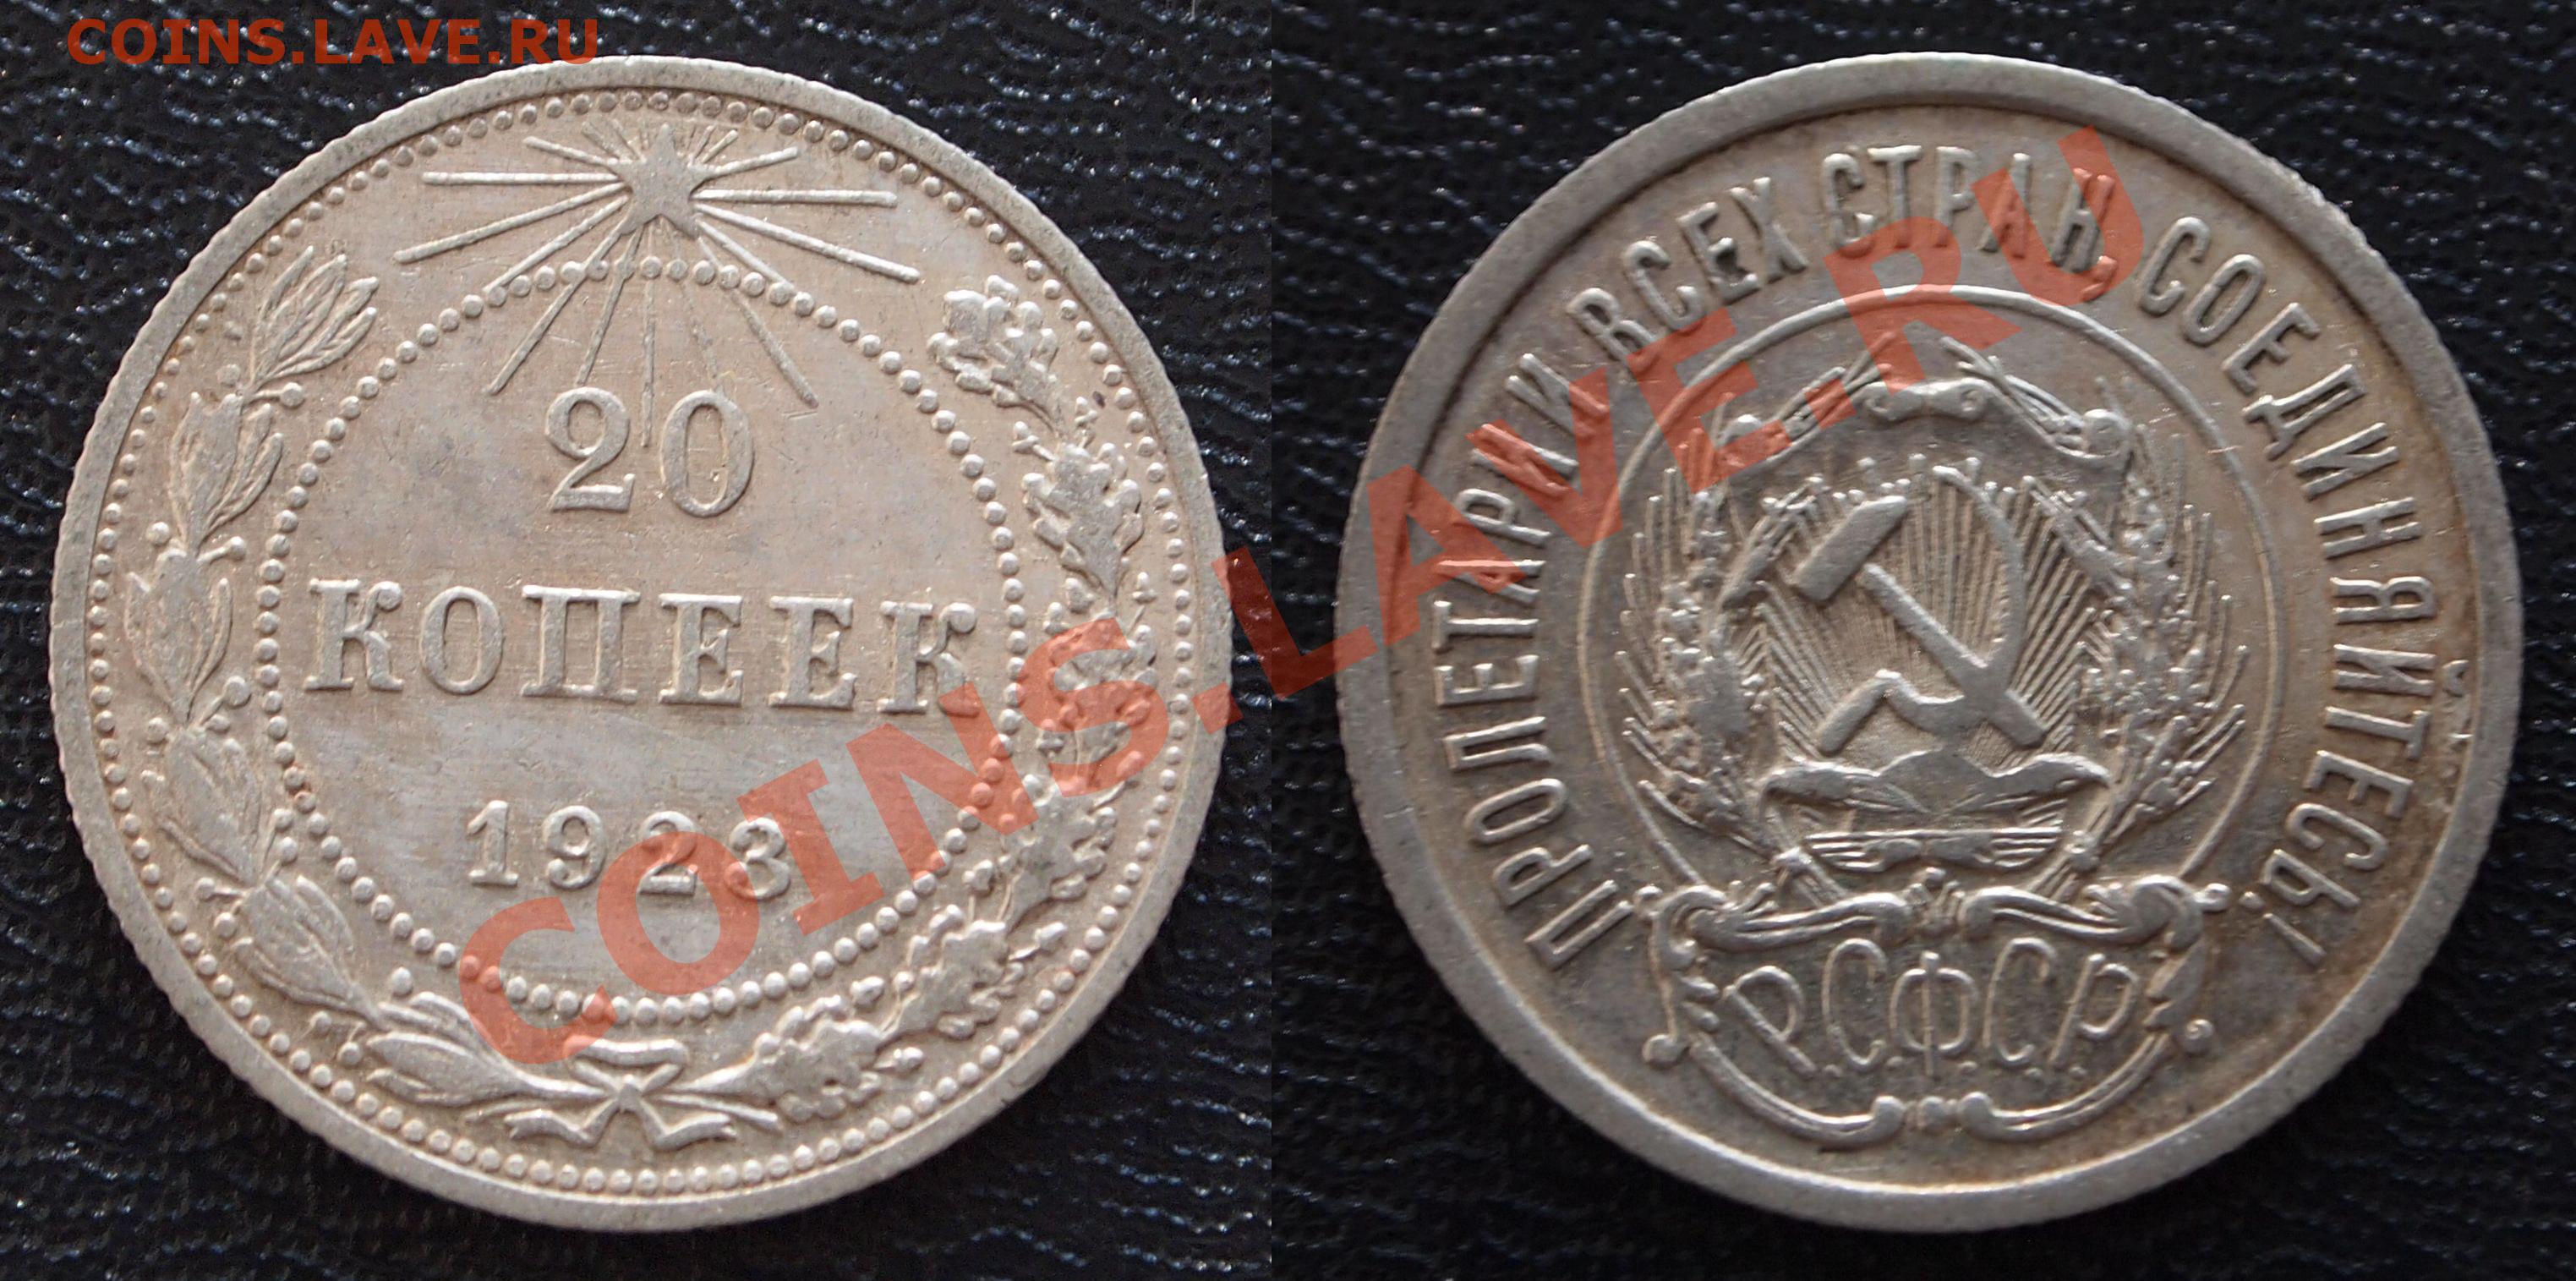 COINS.LAVE.RU
20
КОПЕЕК
1923
ПРОЛЕТАРИИ ВСЕХ СТРАН, СОЕДИНЯЙТЕСЬ!
Р.С.Ф.С.Р.
COINS.LAVE.RU